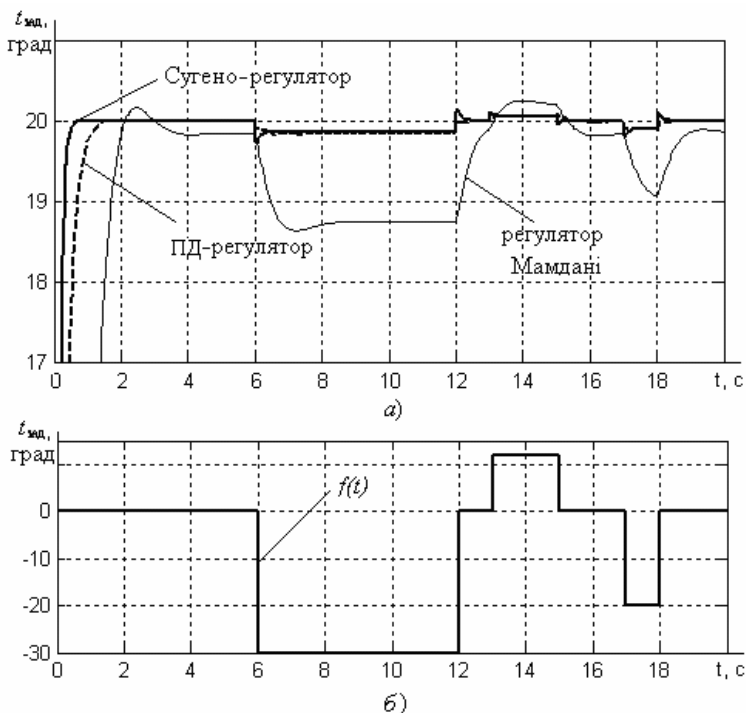 t зад,
град
20
19
18
17
Сугено-регулятор
ПД-регулятор
регулятор
Мамдані
0 2 4 6 8 10 12 14 16 18 t, с
а)
t зад,
град
0
-10
-20
-30
f(t)
0 2 4 6 8 10 12 14 16 18 t, с
б)